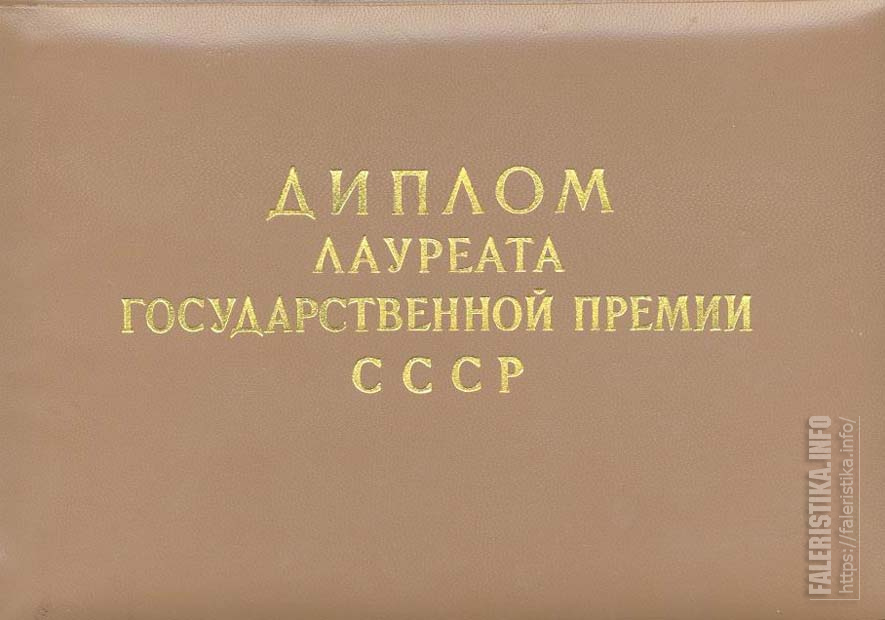 ДИПЛОМ
ЛАУРЕАТА
ГОСУДАРСТВЕННОЙ ПРЕМИИ
СССР
FALERISTIKA.INFO
https://faleristika.info/